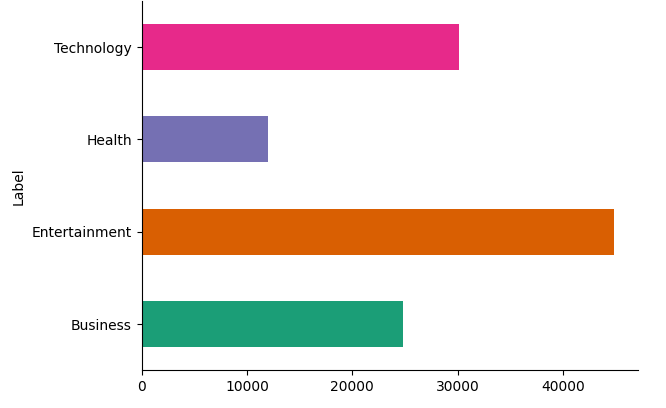 Technology
Health
Entertainment
Business
Label
0 10000 20000 30000 40000